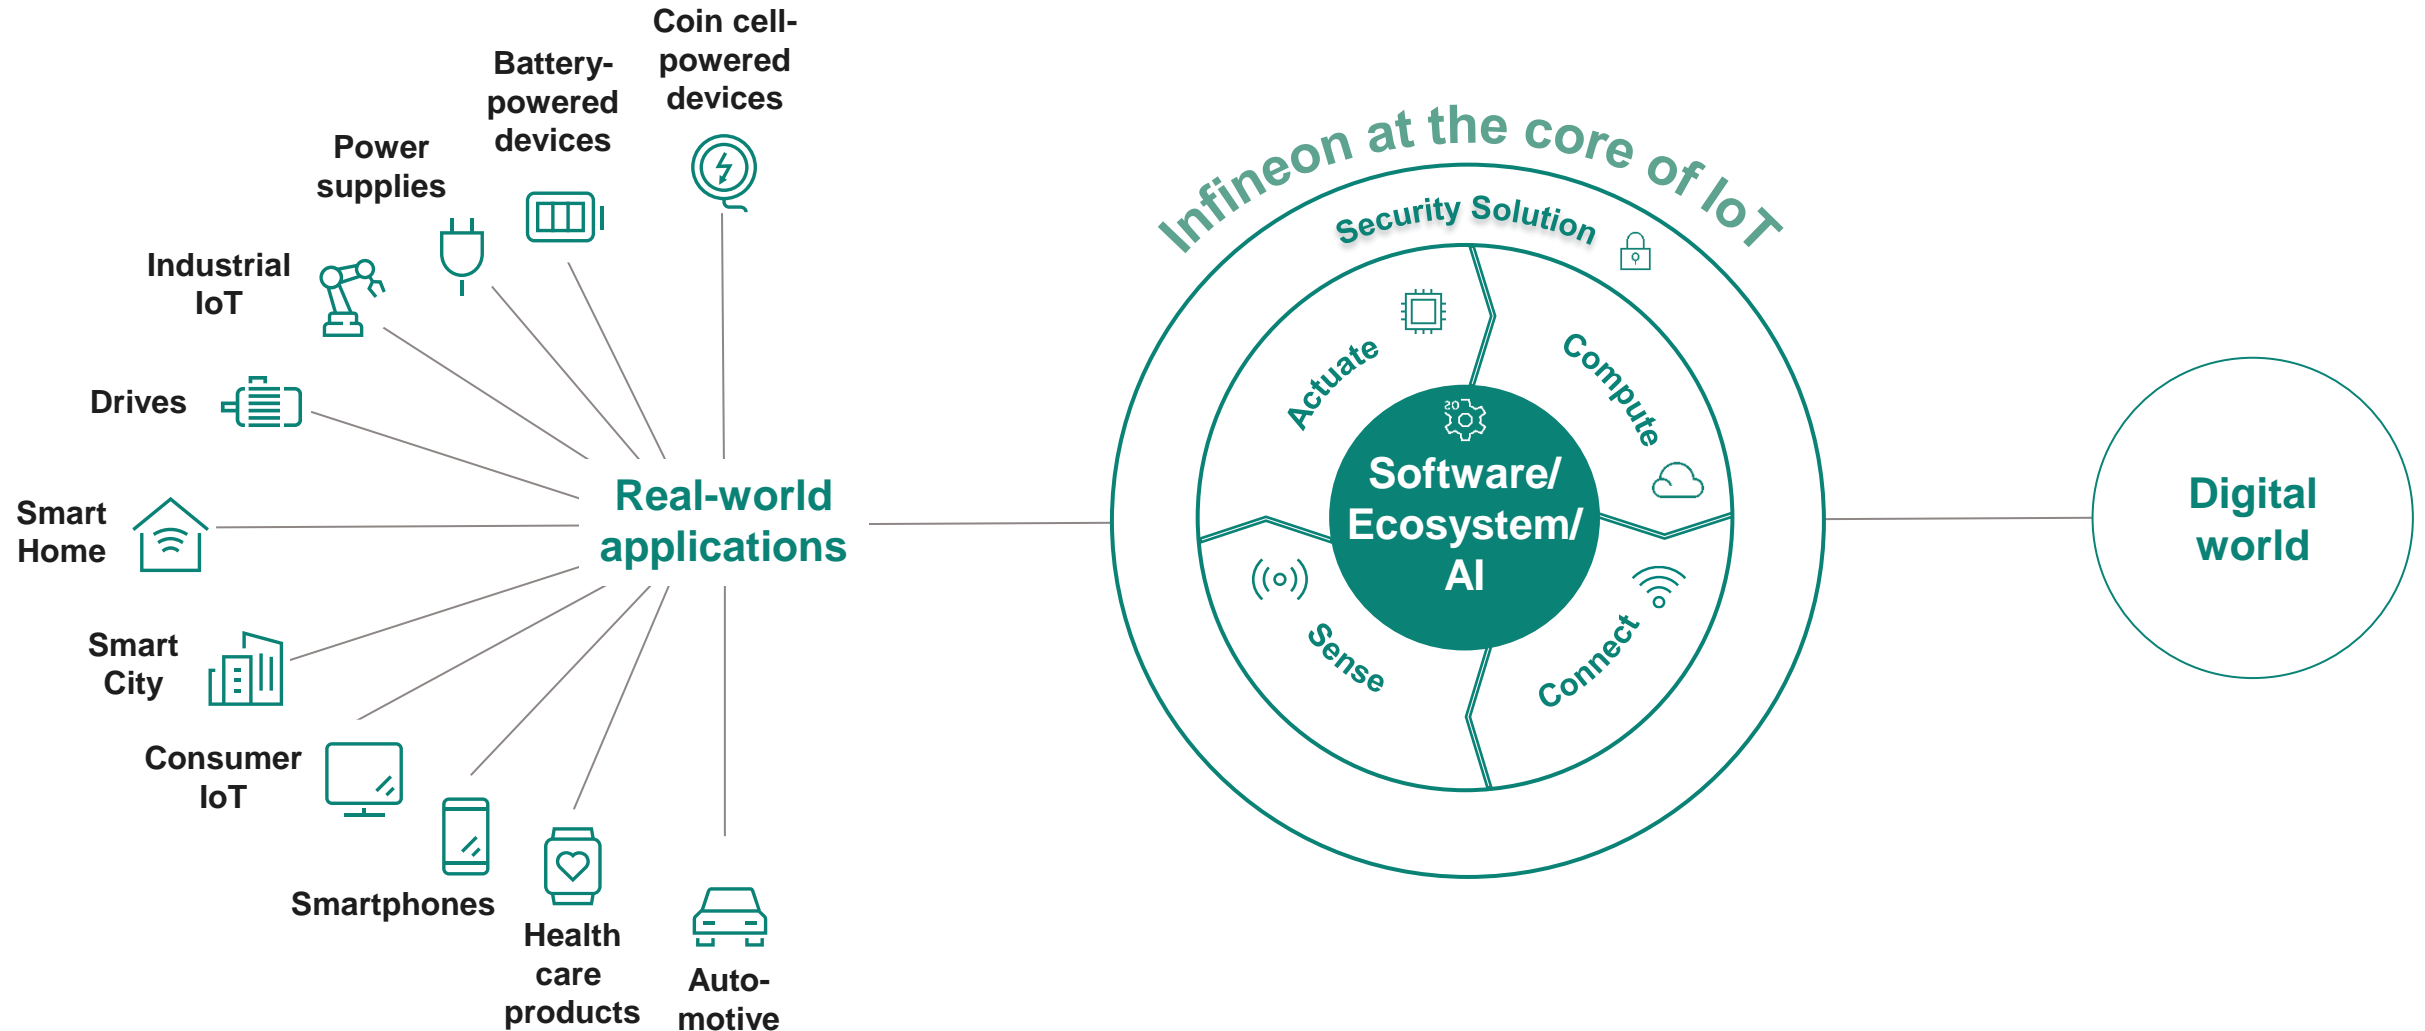 Coin cell-
powered
devices
Battery-
powered
devices
Power
supplies
Industrial
IoT
Drives
Smart
Home
Smart
City
Consumer
IoT
Smartphones
Health
care
products
Auto-
motive
Real-world
applications
Infineon at the core of IoT
Security Solution
Actuate
Compute
Sense
Connect
20
Software/
Ecosystem/
AI
Digital
world